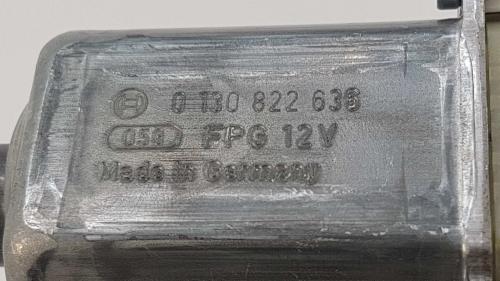 0 130 822 636
058 FPG 12V
Made in Germany